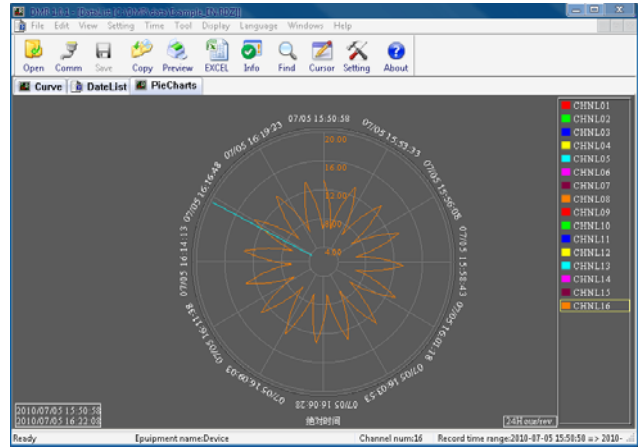 File Edit View Setting Time Tool Display Language Windows Help
Open Comm Save Copy Preview EXCEL Info Find Cursor Setting About
Curve DateList PieCharts
07/05 15:50:58
07/05 15:53:33
07/05 15:56:08
07/05 15:58:43
07/05 16:01:18
07/05 16:03:53
07/05 16:06:28
07/05 16:09:03
07/05 16:11:38
07/05 16:14:13
07/05 16:16:48
07/05 16:19:23
20.00
16.00
12.00
8.00
4.00
绝对时间
CHNL01
CHNL02
CHNL03
CHNL04
CHNL05
CHNL06
CHNL07
CHNL08
CHNL09
CHNL10
CHNL11
CHNL12
CHNL13
CHNL14
CHNL15
CHNL16
2010/07/05 15:50:58
2010/07/05 16:22:08
Ready Epuipment name:Device Channel num:16 Record time range:2010-07-05 15:50:50 => 2010-